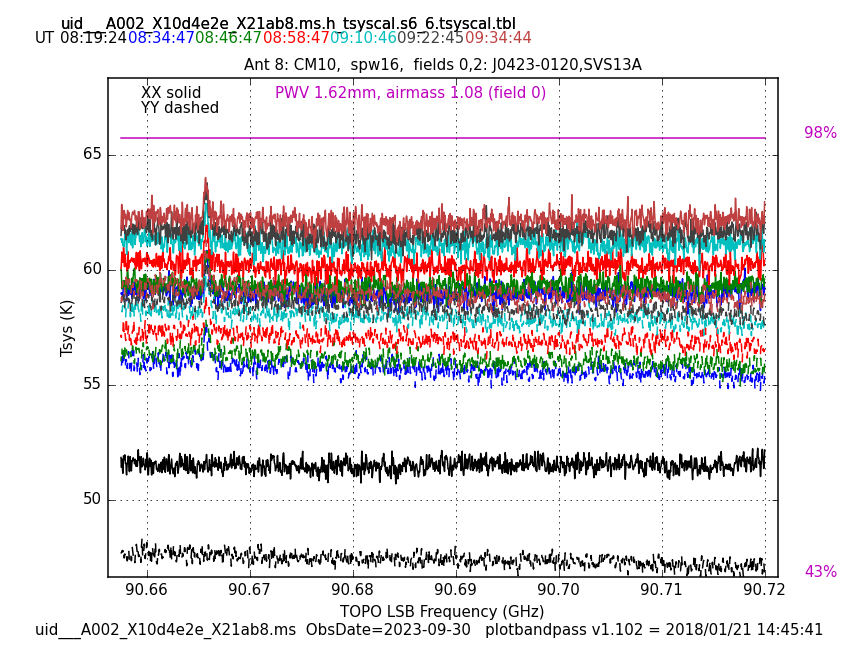 uid___A002_X10d4e2e_X21ab8.ms.h_tsyscal.s6_6.tsyscal.tbl
UT 08:19:24 08:34:47 08:46:47 08:58:47 09:10:46 09:22:45 09:34:44
Ant 8: CM10,  spw16,  fields 0,2: J0423-0120,SVS13A
XX solid
PWV 1.62mm, airmass 1.08 (field 0)
YY dashed
98%
65
60
Tsys (K)
55
50
43%
90.66 90.67 90.68 90.69 90.70 90.71 90.72
TOPO LSB Frequency (GHz)
uid___A002_X10d4e2e_X21ab8.ms  ObsDate=2023-09-30   plotbandpass v1.102 = 2018/01/21 14:45:41